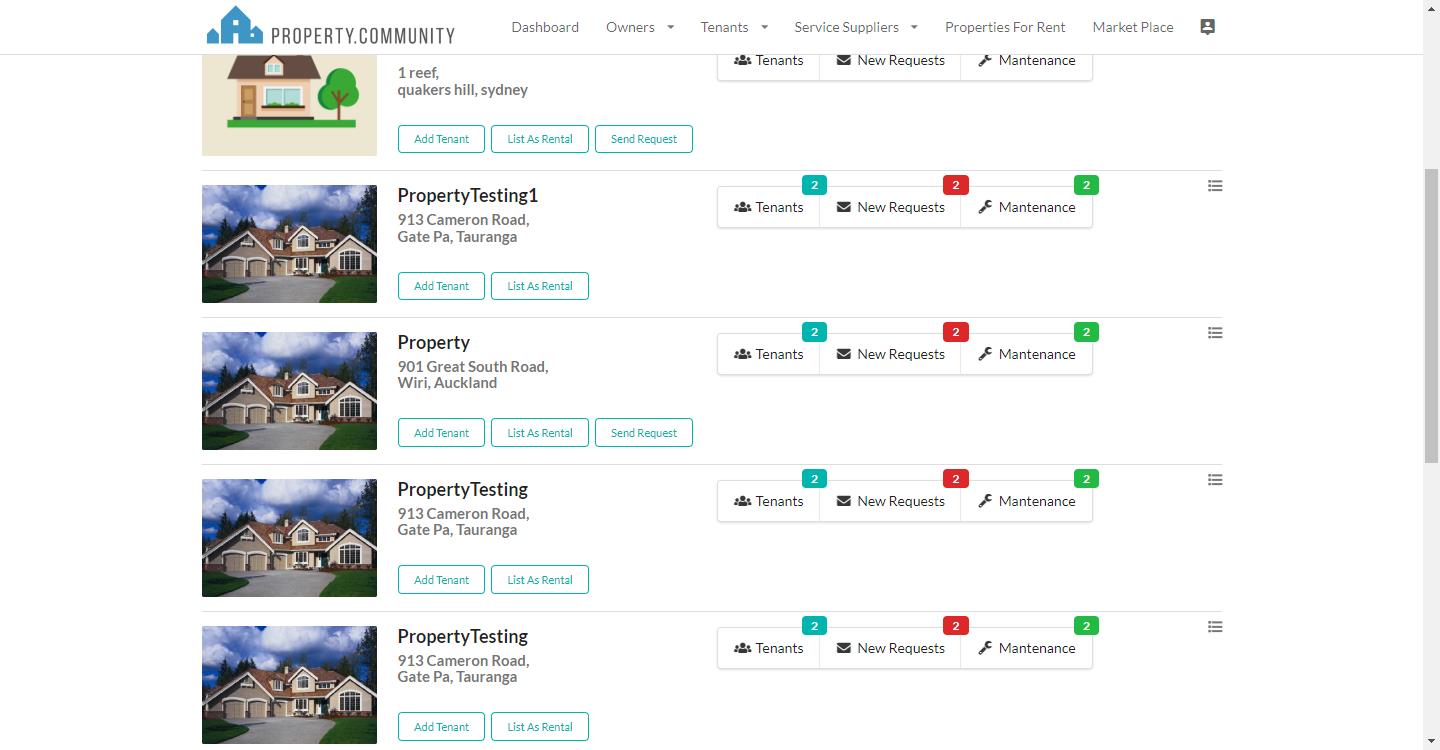 PROPERTY.COMMUNITY
Dashboard
Owners
Tenants
Service Suppliers
Properties For Rent
Market Place
1 reef,
quakers hill, sydney
Tenants
New Requests
Mantenance
Add Tenant
List As Rental
Send Request
PropertyTesting1
913 Cameron Road,
Gate Pa, Tauranga
2
Tenants
2
New Requests
2
Mantenance
Add Tenant
List As Rental
Property
901 Great South Road,
Wiri, Auckland
2
Tenants
2
New Requests
2
Mantenance
Add Tenant
List As Rental
Send Request
PropertyTesting
913 Cameron Road,
Gate Pa, Tauranga
2
Tenants
2
New Requests
2
Mantenance
Add Tenant
List As Rental
PropertyTesting
913 Cameron Road,
Gate Pa, Tauranga
2
Tenants
2
New Requests
2
Mantenance
Add Tenant
List As Rental